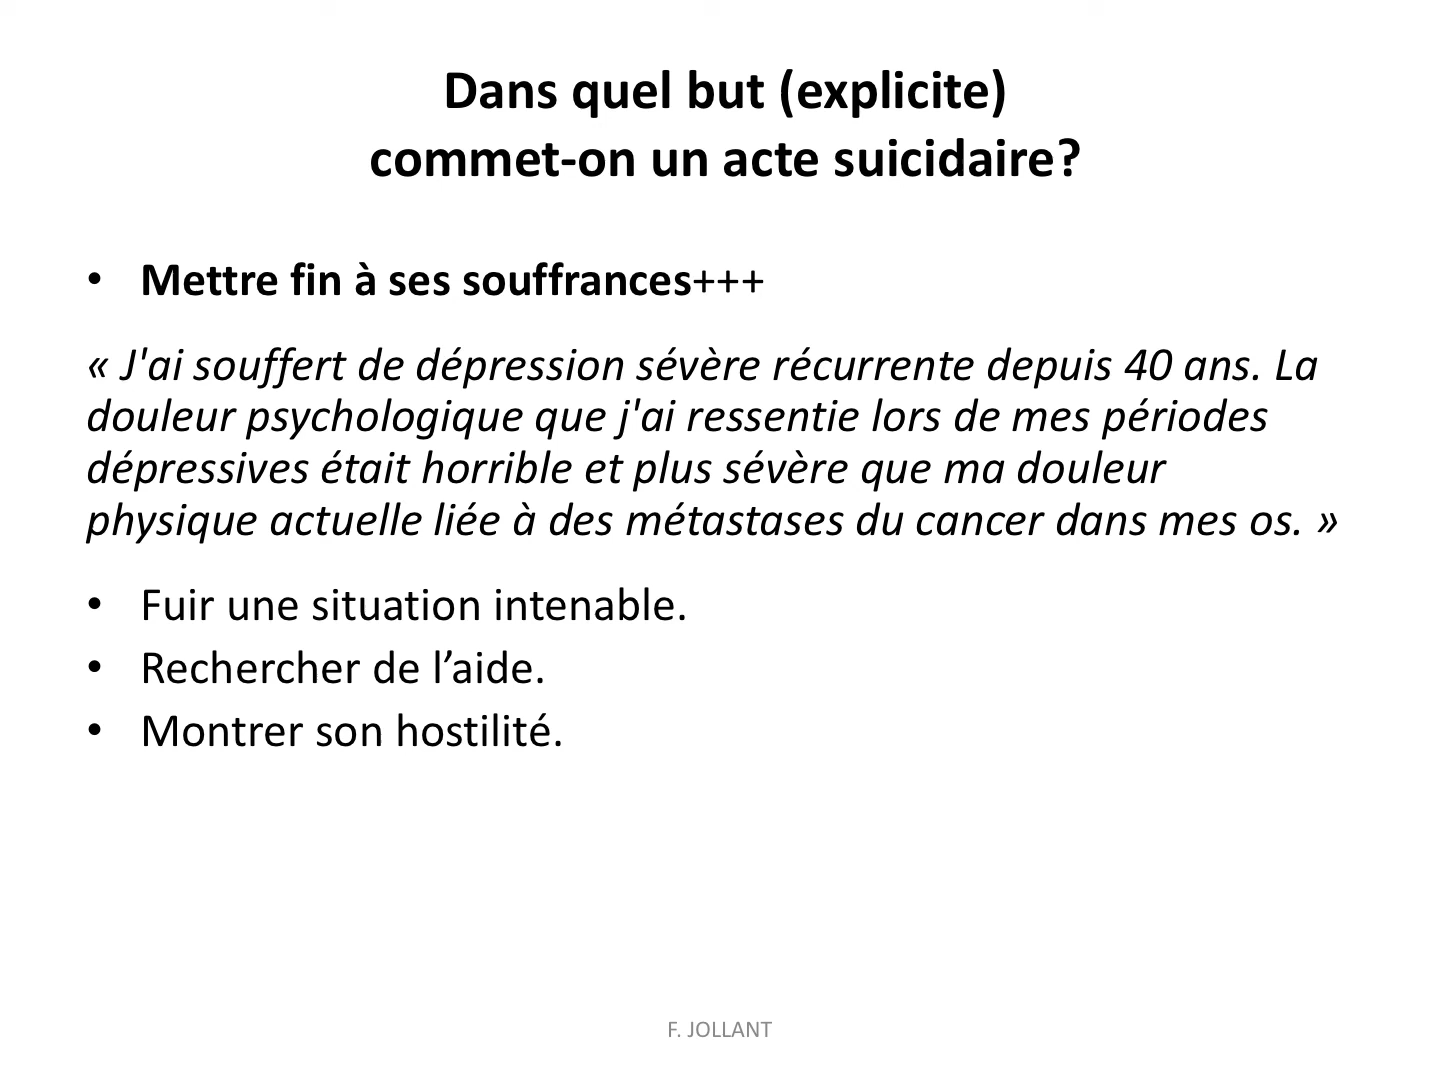 Dans quel but (explicite)
commet-on un acte suicidaire?
• Mettre fin à ses souffrances+++
« J'ai souffert de dépression sévère récurrente depuis 40 ans. La
douleur psychologique que j'ai ressentie lors de mes périodes
dépressives était horrible et plus sévère que ma douleur
physique actuelle liée à des métastases du cancer dans mes os. »
• Fuir une situation intenable.
• Rechercher de l’aide.
• Montrer son hostilité.
F. JOLLANT